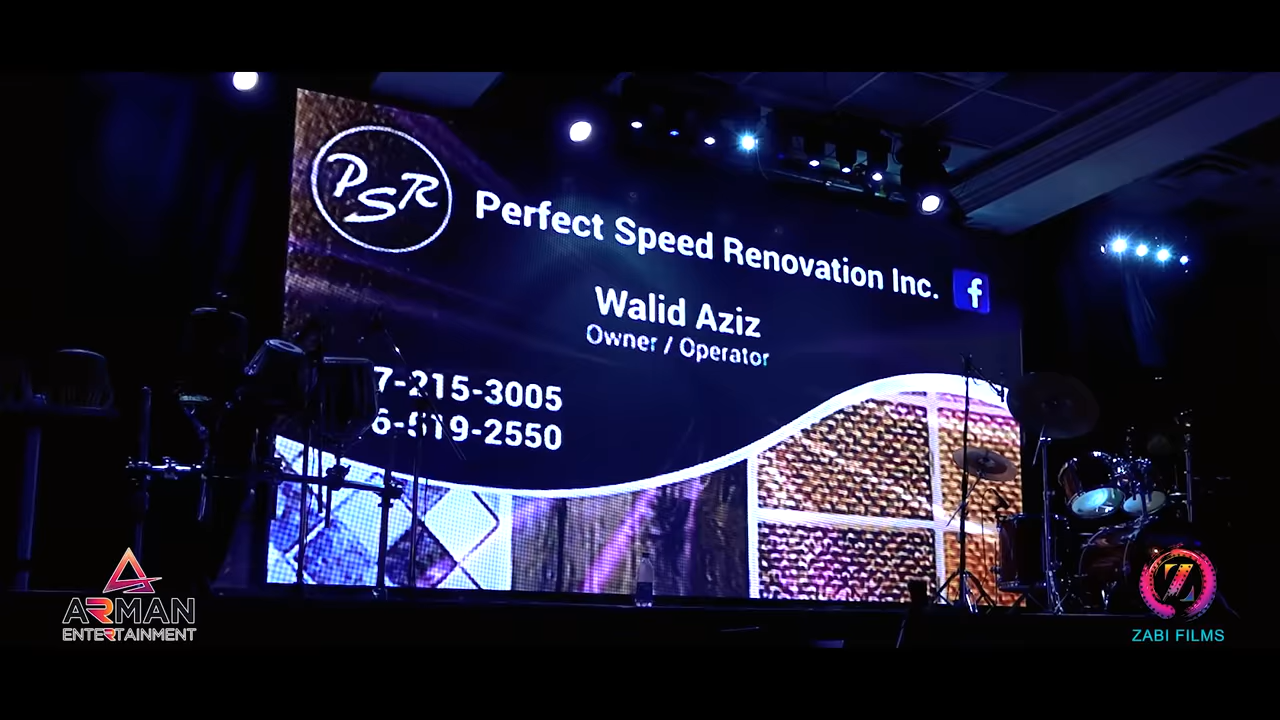 PSR
Perfect Speed Renovation Inc. f
Walid Aziz
Owner / Operator
7-215-3005
6-519-2550
ARMAN
ENTERTAINMENT
Z
ZABI FILMS